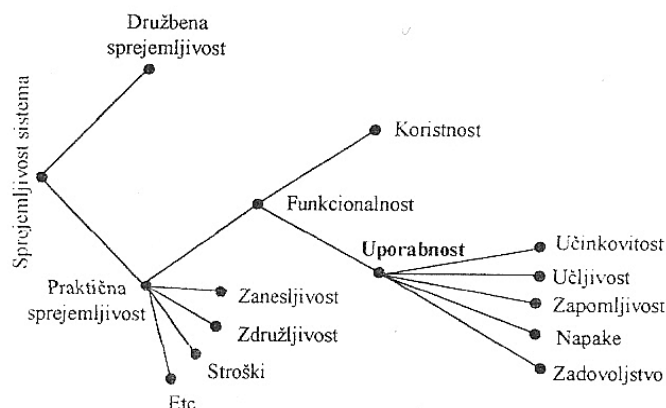 Družbena
sprejemljivost
Sprejemljivost sistema
Koristnost
Funkcionalnost
Uporabnost
Učinkovitost
Učljivost
Zapomljivost
Napake
Zadovoljstvo
Praktična
sprejemljivost
Zanesljivost
Združljivost
Stroški
Etc